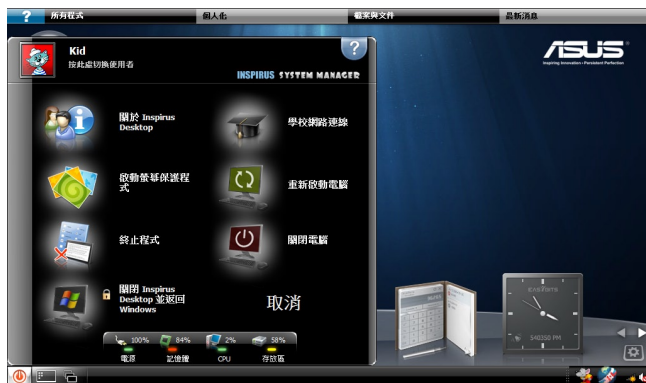 ?
所有程式
個人化
檔案與文件
最新消息
Kid
按此處切換使用者
?
INSPIRUS SYSTEM MANAGER
ASUS
Inspiring Innovation • Persistent Perfection
關於 Inspirus
Desktop
學校網路連線
啟動螢幕保護程
式
重新啟動電腦
終止程式
關閉電腦
關閉 Inspirus
Desktop 並返回
Windows
取消
100%
84%
2%
58%
電源
記憶體
CPU
存放區
5:40:50 PM